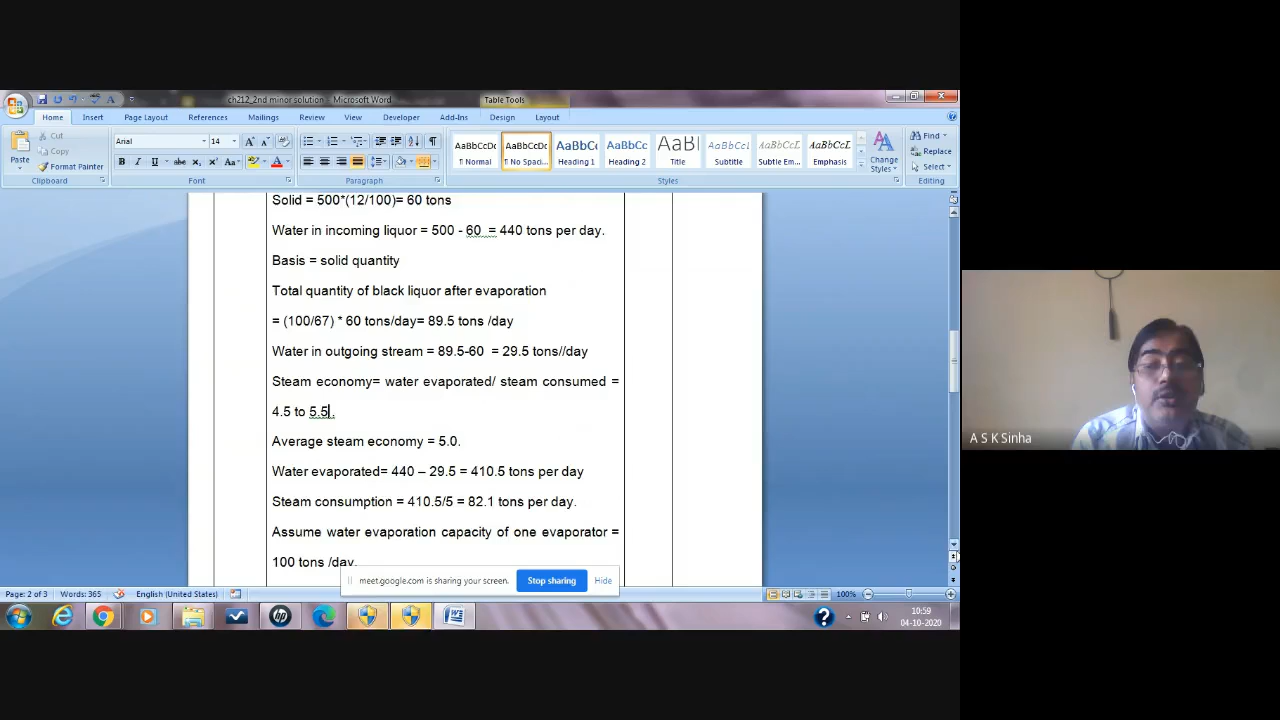 ch212_2nd minor solution - Microsoft Word
Table Tools
Home Insert Page Layout References Mailings Review View Developer Add-Ins Design Layout
Paste
Cut
Copy
Format Painter
Clipboard
Arial 14
Font
Paragraph
AaBbCcDc AaBbCcDc AaBbCc AaBbCc AaBl AaBbCcL AaBbCcL AaBbCcL
¶ Normal ¶ No Spaci... Heading 1 Heading 2 Title Subtitle Subtle Em... Emphasis
Change Styles
Styles
Find
Replace
Select
Editing
Solid = 500*(12/100)= 60 tons
Water in incoming liquor = 500 - 60 = 440 tons per day.
Basis = solid quantity
Total quantity of black liquor after evaporation
= (100/67) * 60 tons/day= 89.5 tons /day
Water in outgoing stream = 89.5-60 = 29.5 tons//day
Steam economy= water evaporated/ steam consumed =
4.5 to 5.5.
Average steam economy = 5.0.
Water evaporated= 440 – 29.5 = 410.5 tons per day
Steam consumption = 410.5/5 = 82.1 tons per day.
Assume water evaporation capacity of one evaporator =
100 tons /day.
meet.google.com is sharing your screen. Stop sharing Hide
Page: 2 of 3 Words: 365 English (United States) 100%
10:59
04-10-2020
A S K Sinha